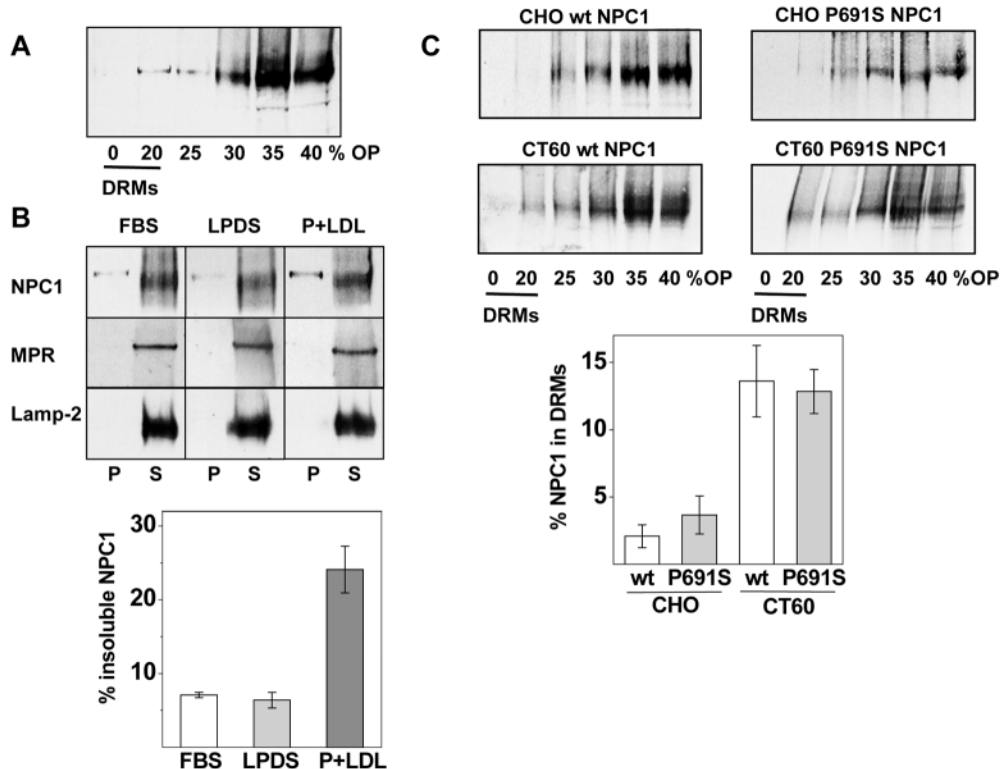 A
0 20 25 30 35 40 % OP
DRMs
B
FBS LPDS P+LDL
NPC1
MPR
Lamp-2
P S P S P S
% insoluble NPC1
30
20
10
FBS LPDS P+LDL
C
CHO wt NPC1 CHO P691S NPC1
CT60 wt NPC1 CT60 P691S NPC1
0 20 25 30 35 40 %OP 0 20 25 30 35 40 %OP
DRMs DRMs
% NPC1 in DRMs
15
10
5
wt P691S wt P691S
CHO CT60